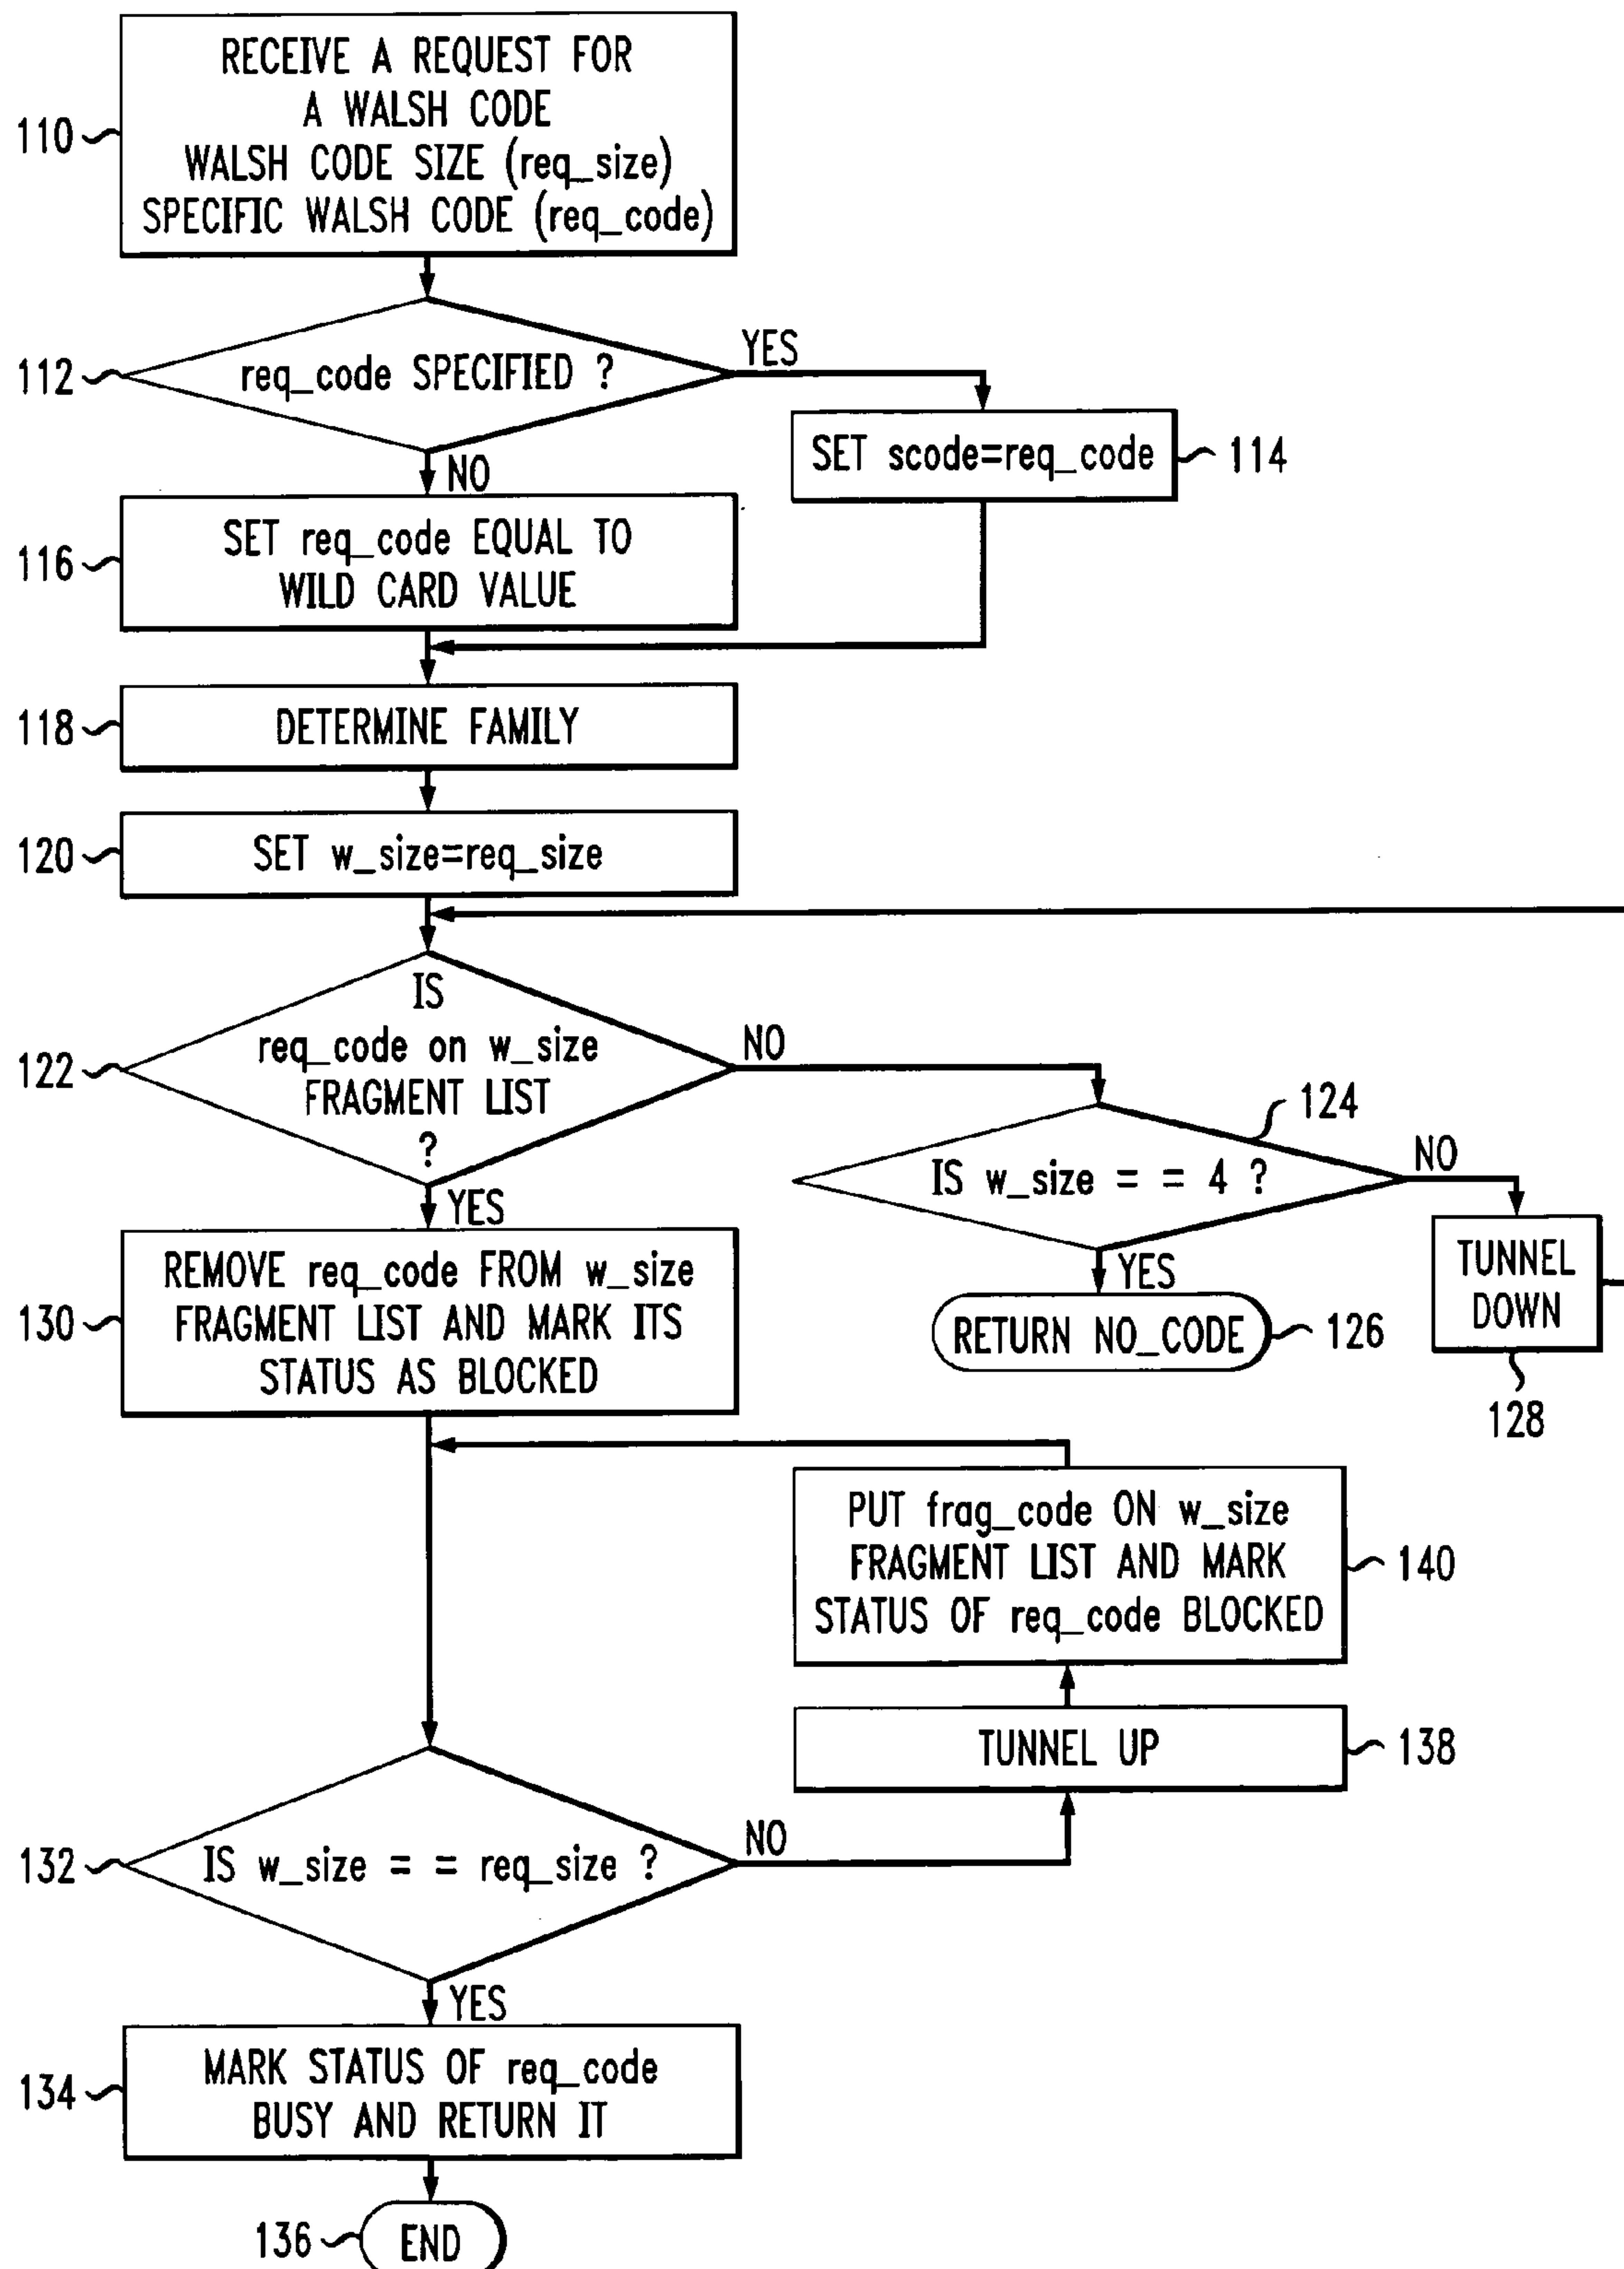 RECEIVE A REQUEST FOR
A WALSH CODE
WALSH CODE SIZE (req_size)
SPECIFIC WALSH CODE (req_code)
110
req_code SPECIFIED ?
112
YES
NO
SET scode=req_code
114
SET req_code EQUAL TO
WILD CARD VALUE
116
DETERMINE FAMILY
118
SET w_size=req_size
120
IS
req_code on w_size
FRAGMENT LIST
?
122
NO
YES
IS w_size = = 4 ?
124
NO
YES
RETURN NO_CODE
126
TUNNEL
DOWN
128
REMOVE req_code FROM w_size
FRAGMENT LIST AND MARK ITS
STATUS AS BLOCKED
130
PUT frag_code ON w_size
FRAGMENT LIST AND MARK
STATUS OF req_code BLOCKED
140
TUNNEL UP
138
IS w_size = = req_size ?
132
NO
YES
MARK STATUS OF req_code
BUSY AND RETURN IT
134
END
136